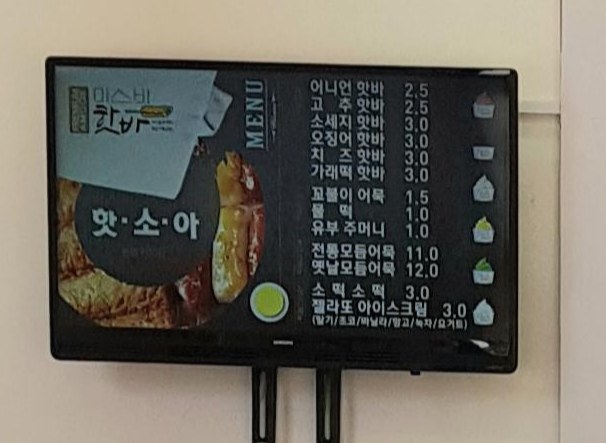 미스바
핫바
핫·소·아
MENU
어니언 핫바 2.5
고 추 핫바 2.5
소세지 핫바 3.0
오징어 핫바 3.0
치 즈 핫바 3.0
가래떡 핫바 3.0
꼬불이 어묵 1.5
물 떡 1.0
유부 주머니 1.0
전통모듬어묵 11.0
옛날모듬어묵 12.0
소 떡 소 떡 3.0
젤라또 아이스크림 3.0
(딸기/초코/바닐라/망고/녹차/요거트)